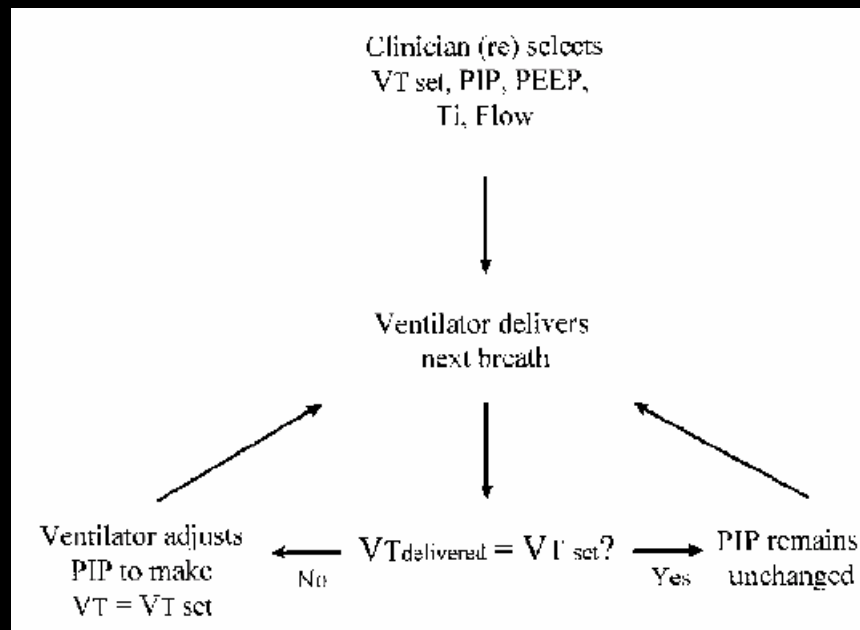 Clinician (re) selects
VT set, PIP, PEEP,
Ti, Flow
Ventilator delivers
next breath
Ventilator adjusts
PIP to make
VT = VT set
No
VTdelivered = VT set?
Yes
PIP remains
unchanged